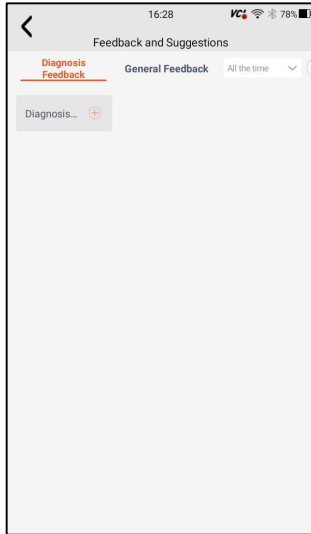 16:28 VCI 78%
Feedback and Suggestions
Diagnosis Feedback General Feedback All the time
Diagnosis...